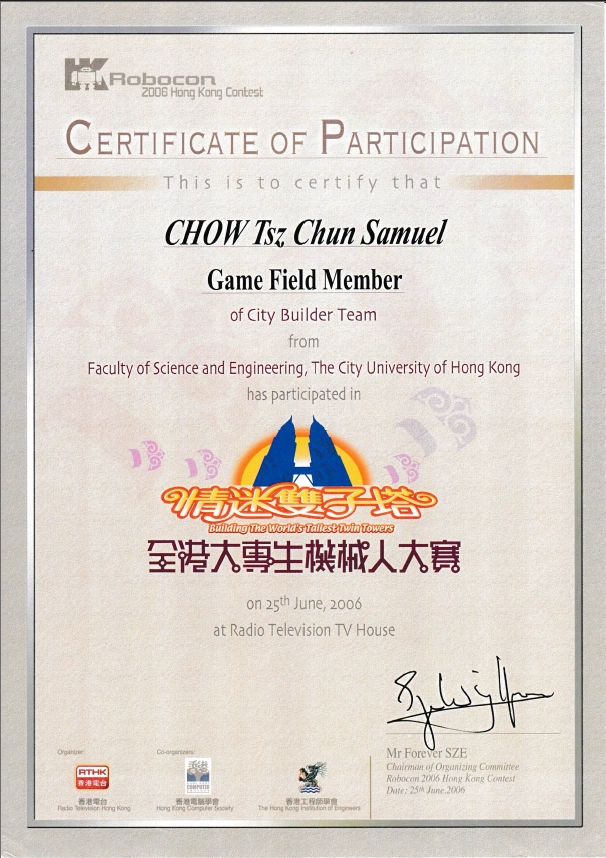 HK Robocon
2006 Hong Kong Contest
CERTIFICATE OF PARTICIPATION
This is to certify that
CHOW Tsz Chun Samuel
Game Field Member
of City Builder Team
from
Faculty of Science and Engineering, The City University of Hong Kong
has participated in
情迷雙子塔
Building The World's Tallest Twin Towers
全港大專生機械人大賽
on 25th June, 2006
at Radio Television TV House
Mr Forever SZE
Chairman of Organizing Committee
Robocon 2006 Hong Kong Contest
Date: 25th June.2006
Organizer:
RTHK
香港電台
香港電台
Radio Television Hong Kong
Co-organizers:
香港電腦學會
Hong Kong Computer Society
香港工程師學會
The Hong Kong Institution of Engineers